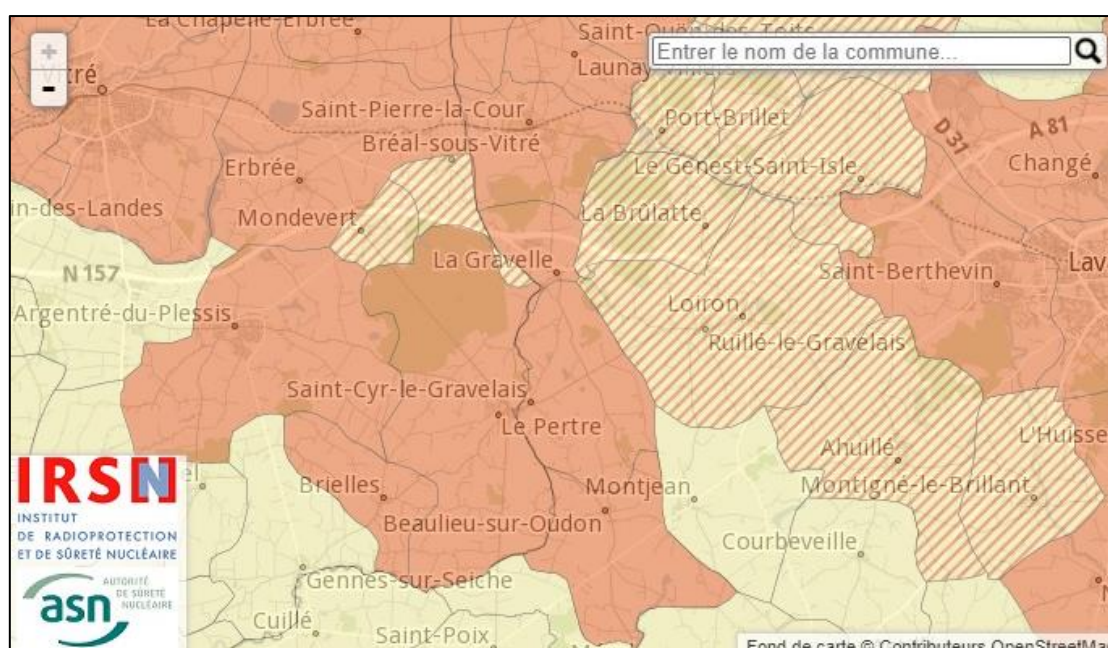 La Chapelle-Erbrée
Saint-Ouën-des-Toits
+
Entrer le nom de la commune...
Vitré
-
Saint-Pierre-la-Cour
Port-Brillet
D 31
A 81
Bréal-sous-Vitré
Erbrée
Le Genest-Saint-Isle
Changé
in-des-Landes
Mondevert
La Brûlatte
N 157
La Gravelle
Saint-Berthevin
Lav
Argentré-du-Plessis
Loiron
Ruillé-le-Gravelais
Saint-Cyr-le-Gravelais
Le Pertre
L'Huisse
Ahuillé
IRSN
el
Brielles
Montjean
Montigné-le-Brillant
INSTITUT
DE RADIOPROTECTION
ET DE SÛRETÉ NUCLÉAIRE
Beaulieu-sur-Oudon
Courbeveille
asn
AUTORITÉ
DE SÛRETÉ
NUCLÉAIRE
Gennes-sur-Seiche
Cuillé
Saint-Poix
Fond de carte © Contributeurs OpenStreetMa